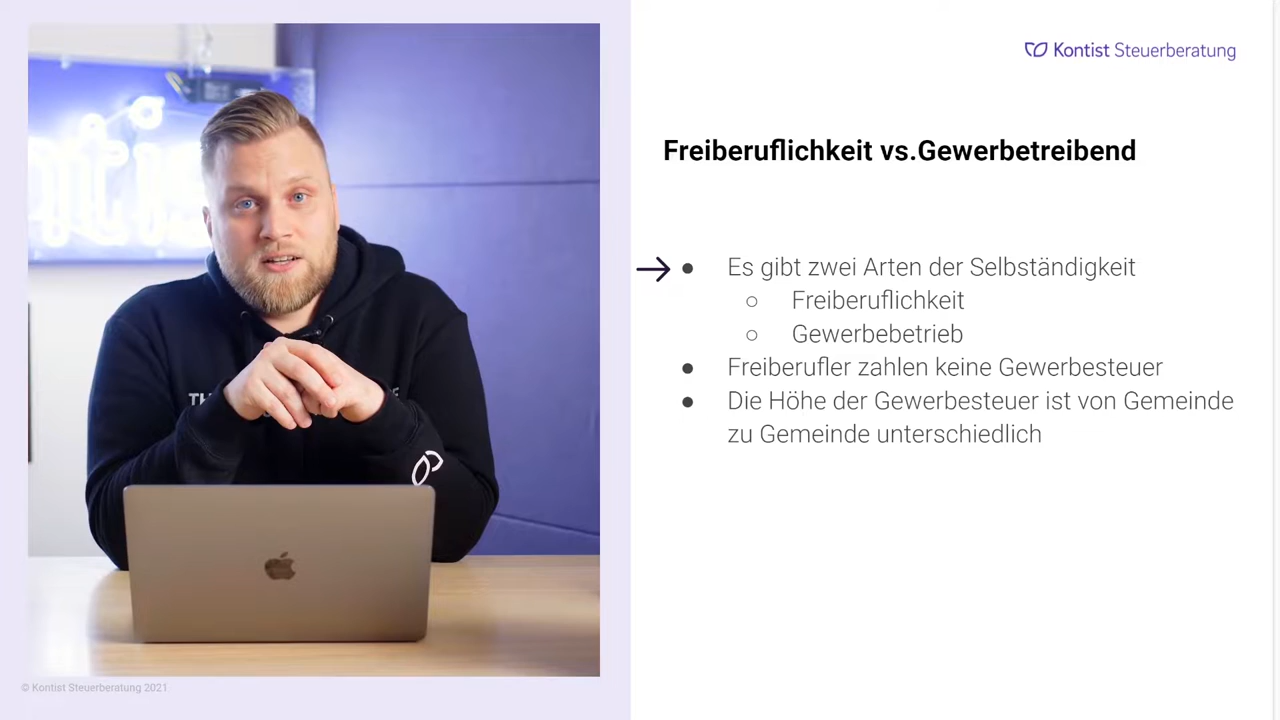 Kontist Steuerberatung
Freiberuflichkeit vs.Gewerbetreibend
Es gibt zwei Arten der Selbständigkeit
Freiberuflichkeit
Gewerbebetrieb
Freiberufler zahlen keine Gewerbesteuer
Die Höhe der Gewerbesteuer ist von Gemeinde
zu Gemeinde unterschiedlich
© Kontist Steuerberatung 2021